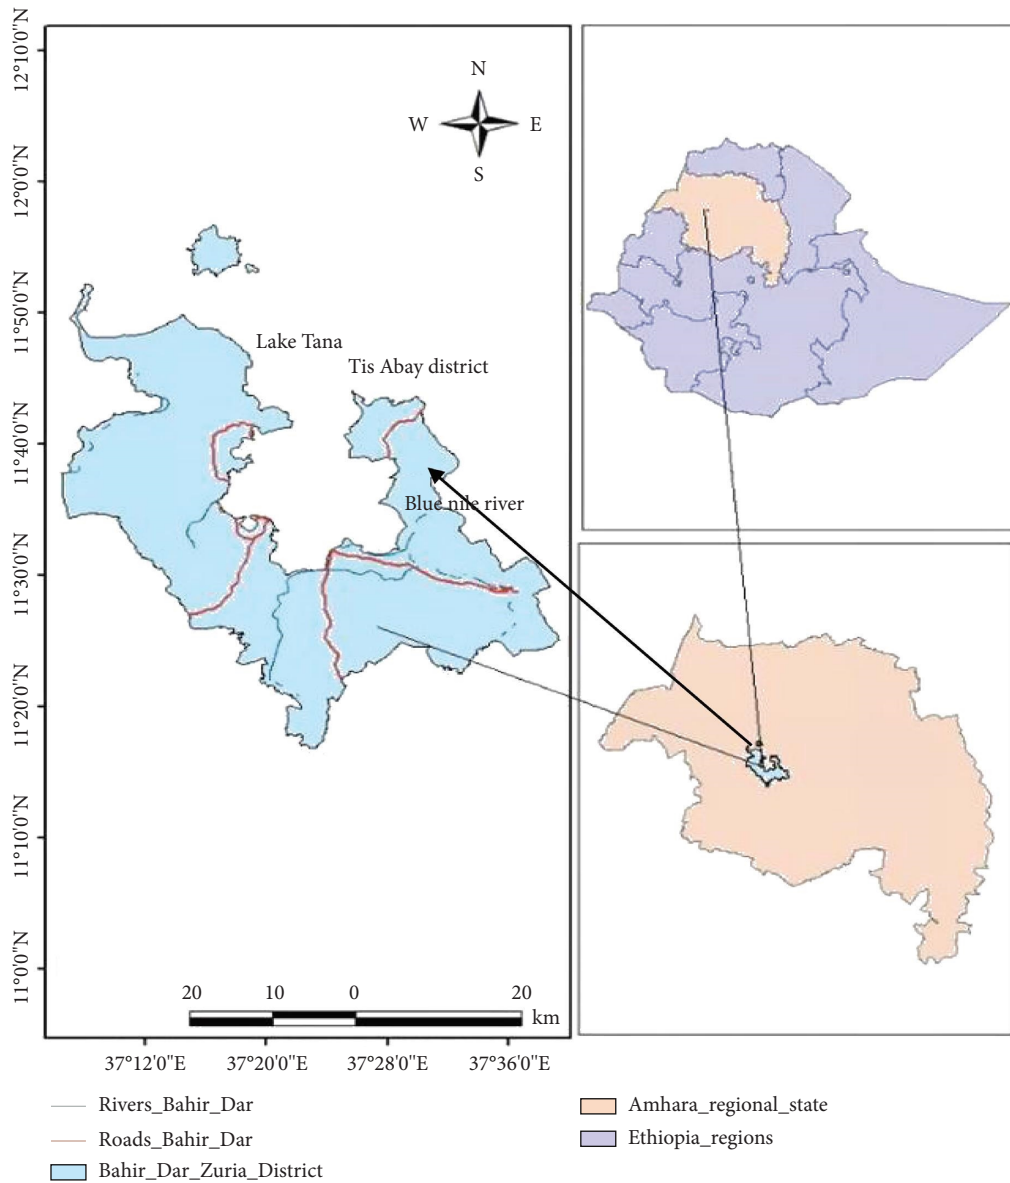 12°10'0"N
12°0'0"N
11°50'0"N
11°40'0"N
11°30'0"N
11°20'0"N
11°10'0"N
11°0'0"N
N
W E
S
Lake Tana
Tis Abay district
Blue nile river
20 10 0 20
km
37°12'0"E 37°20'0"E 37°28'0"E 37°36'0"E
Rivers_Bahir_Dar
Roads_Bahir_Dar
Bahir_Dar_Zuria_District
Amhara_regional_state
Ethiopia_regions